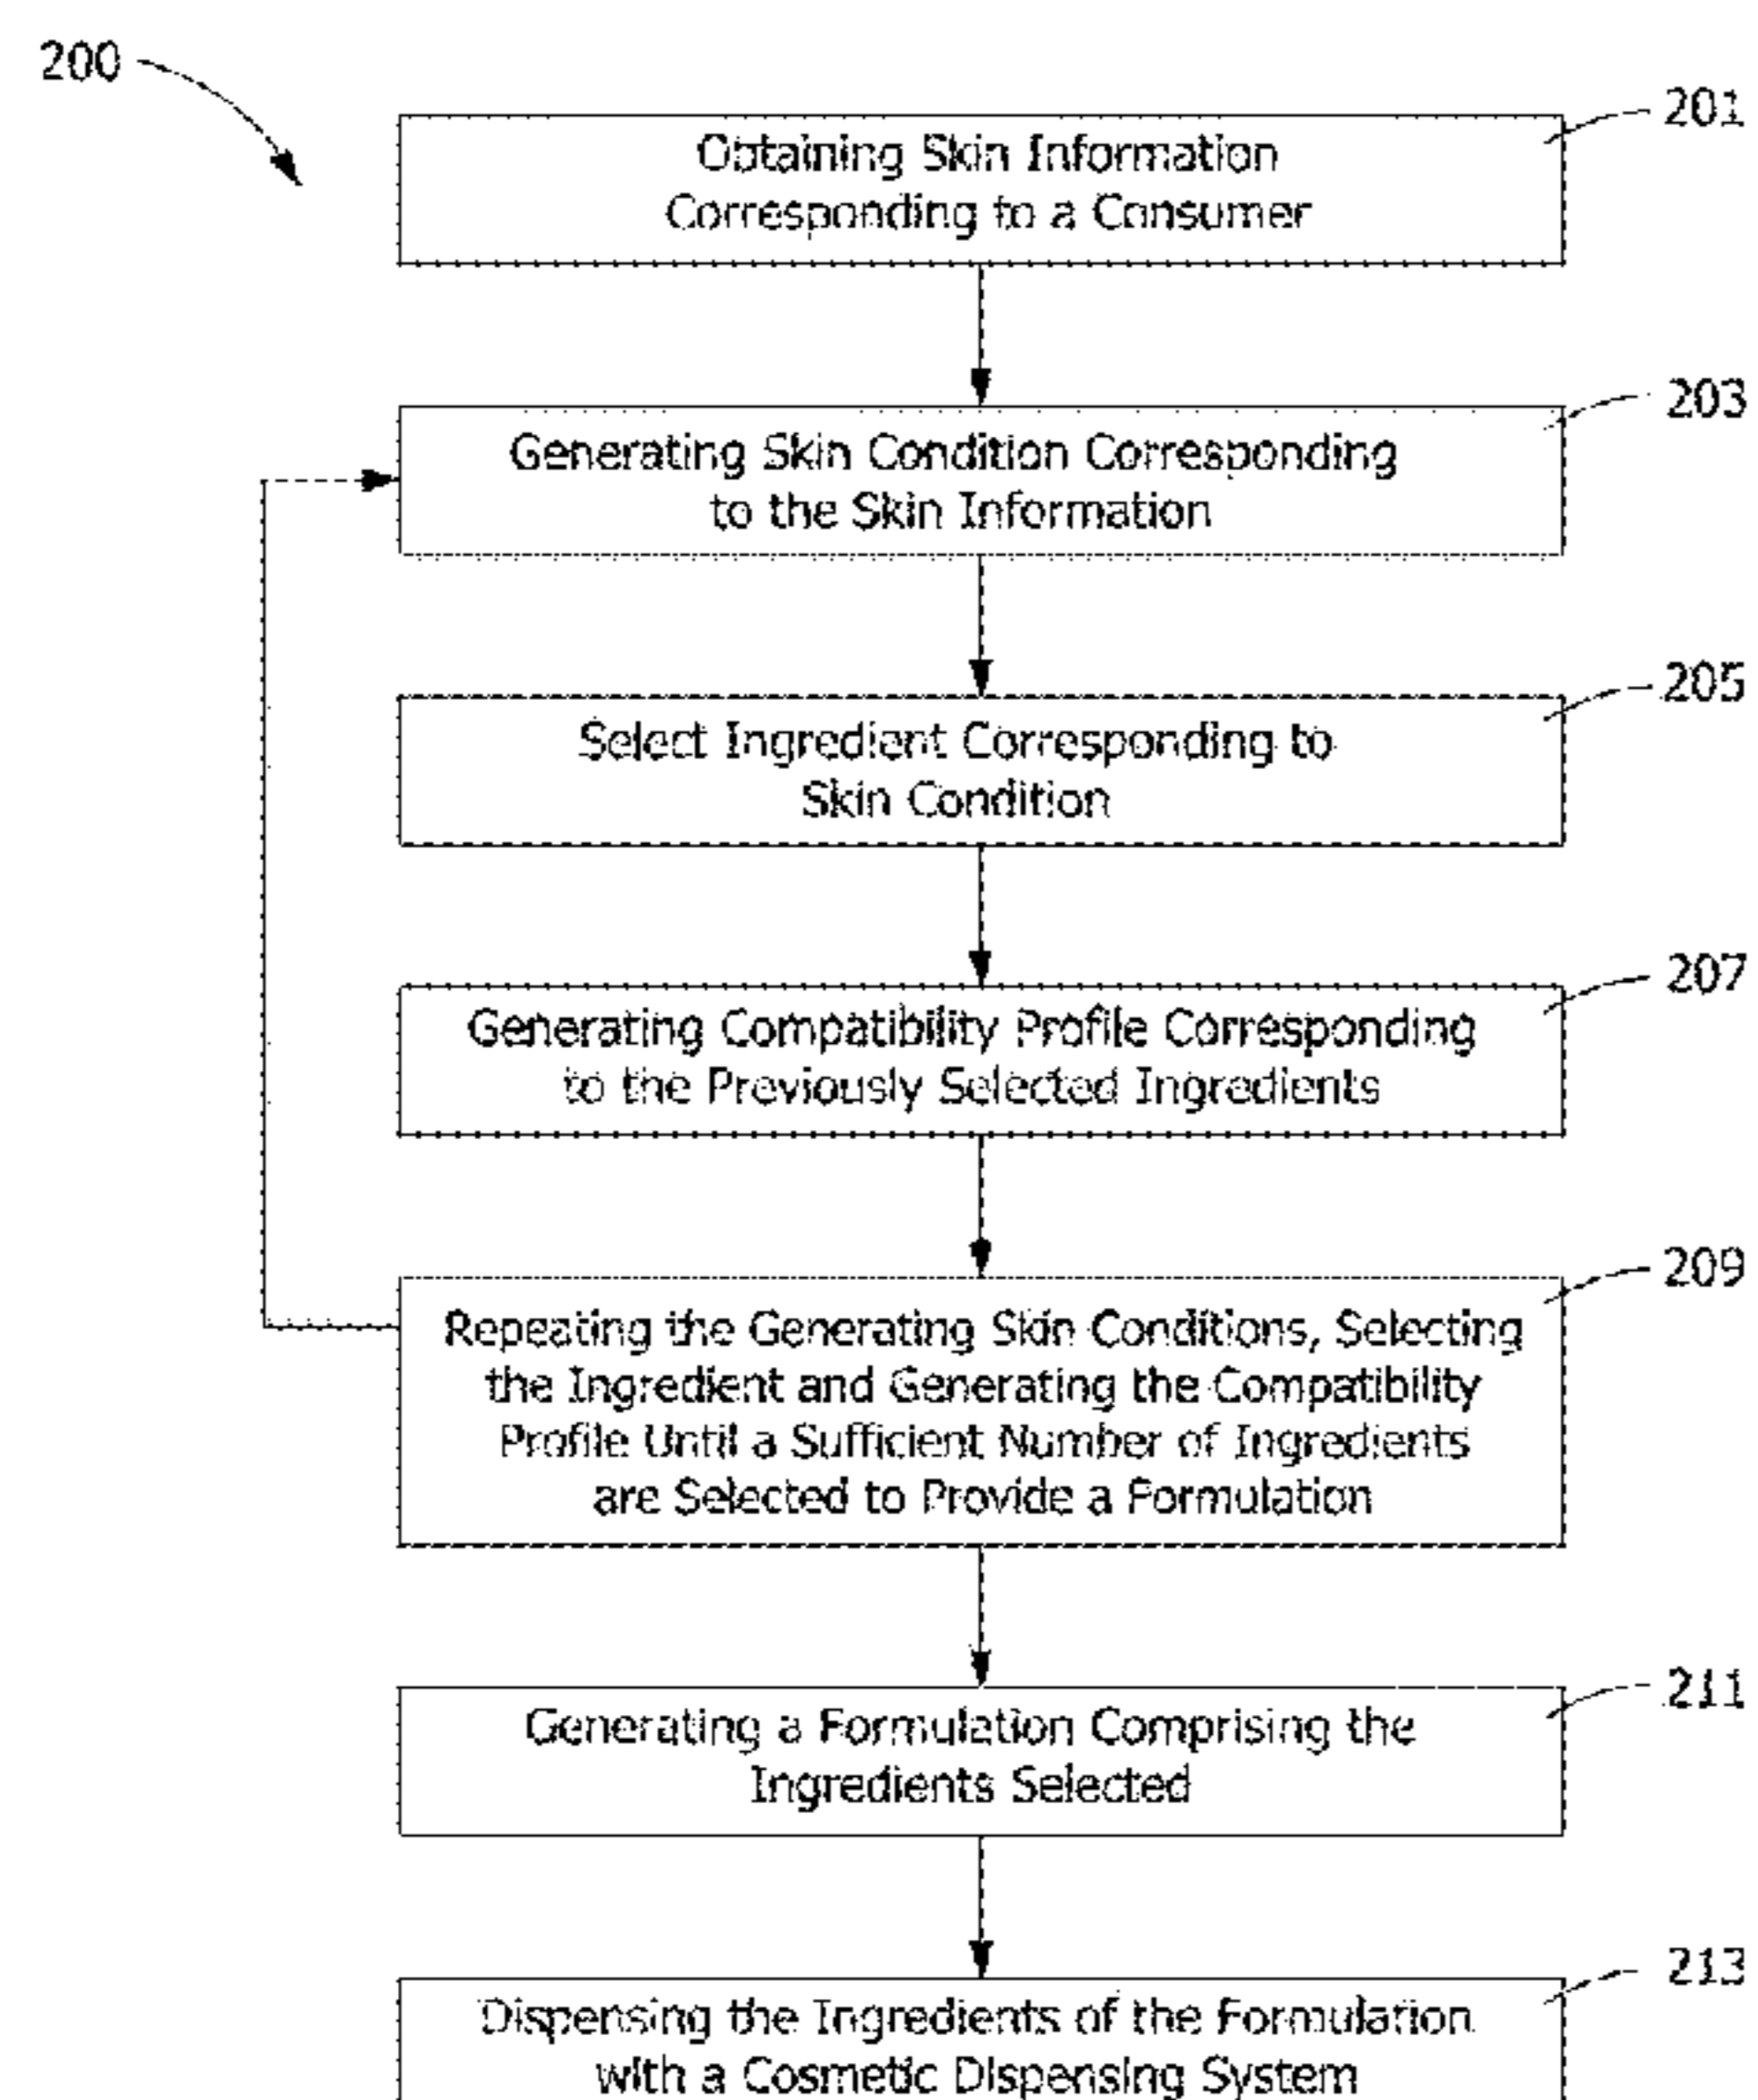 200
201
Obtaining Skin Information
Corresponding to a Consumer
203
Generating Skin Condition Corresponding
to the Skin Information
205
Select Ingredient Corresponding to
Skin Condition
207
Generating Compatibility Profile Corresponding
to the Previously Selected Ingredients
209
Repeating the Generating Skin Conditions, Selecting
the Ingredient and Generating the Compatibility
Profile Until a Sufficient Number of Ingredients
are Selected to Provide a Formulation
211
Generating a Formulation Comprising the
Ingredients Selected
213
Dispensing the Ingredients of the Formulation
with a Cosmetic Dispensing System